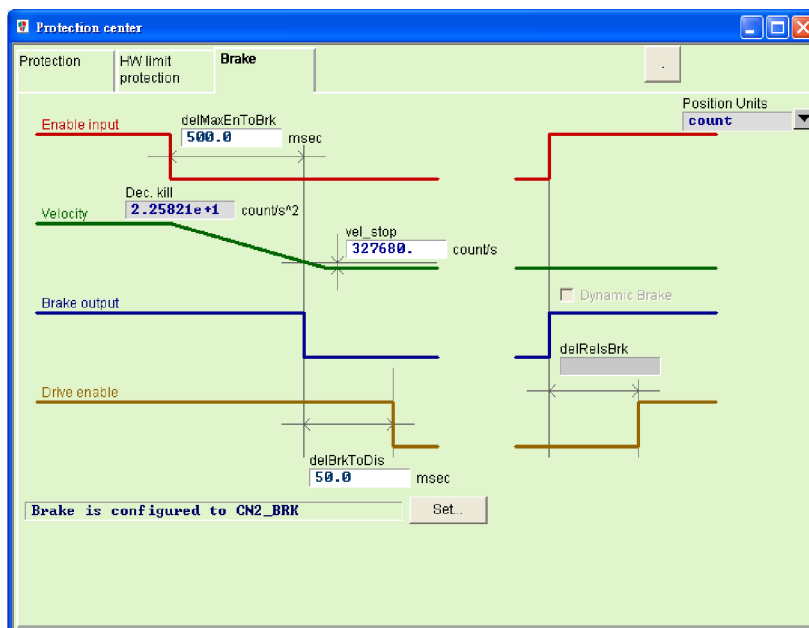 Protection center
Protection
HW limit
protection
Brake
.
Position Units
count
Enable input
delMaxEnToBrk
500.0 msec
Dec. kill
2.25821e+1 count/s^2
Velocity
vel_stop
327680. count/s
Brake output
Dynamic Brake
delRelsBrk
Drive enable
delBrkToDis
50.0 msec
Brake is configured to CN2_BRK
Set...